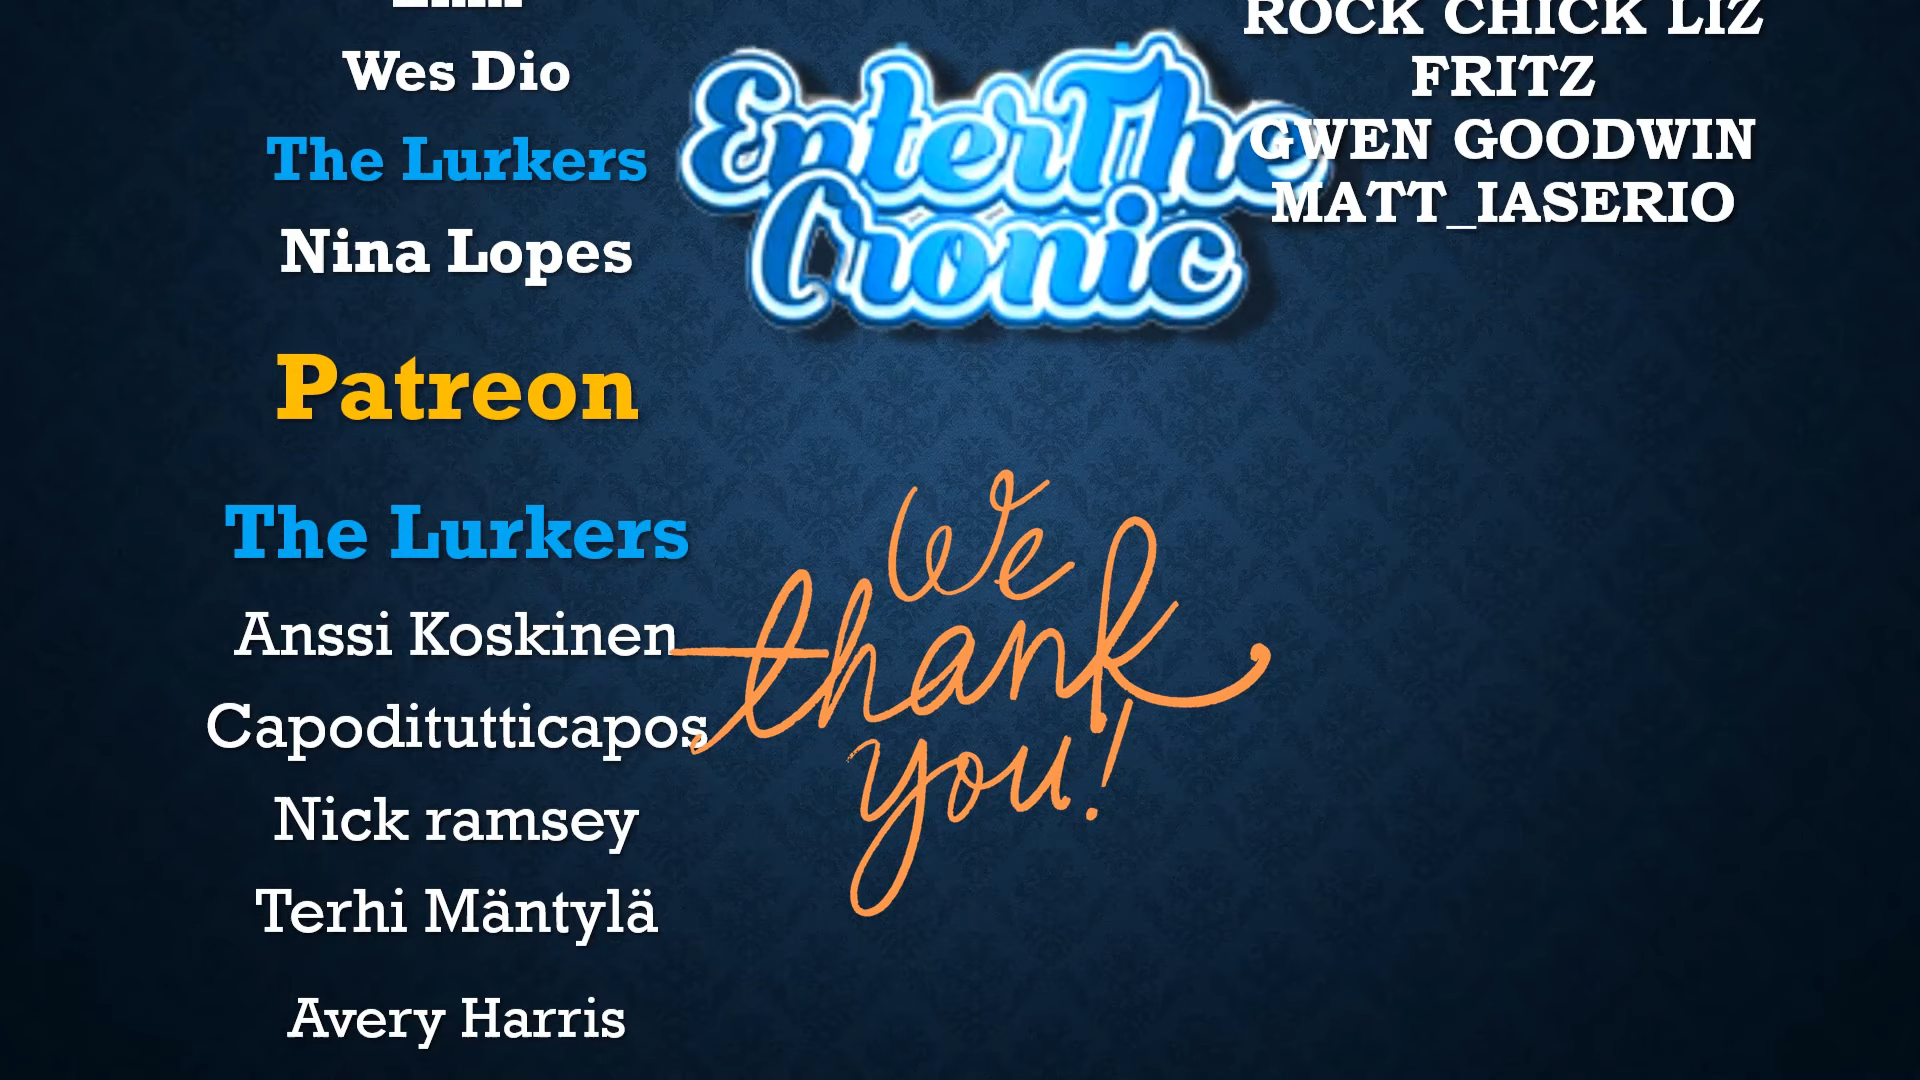 Wes Dio
The Lurkers
Nina Lopes
Patreon
The Lurkers
Anssi Koskinen
Capoditutticapos
Nick ramsey
Terhi Mäntylä
Avery Harris
EnterThe
Cronic
We
thank
you!
ROCK CHICK LIZ
FRITZ
GWEN GOODWIN
MATT_IASERIO